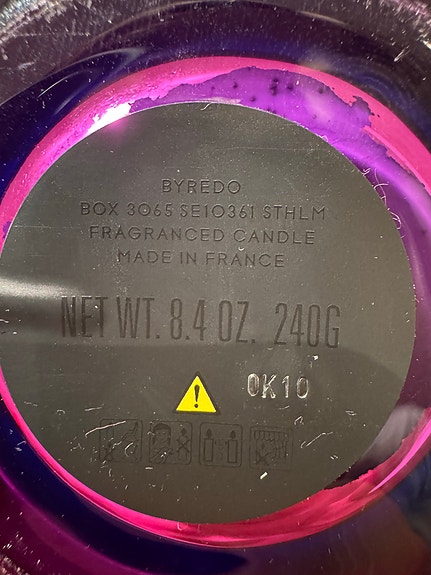 BYREDO
BOX 3065 SE10361 STHLM
FRAGRANCED CANDLE
MADE IN FRANCE
NET WT. 8.4 OZ. 240G
! 0K10